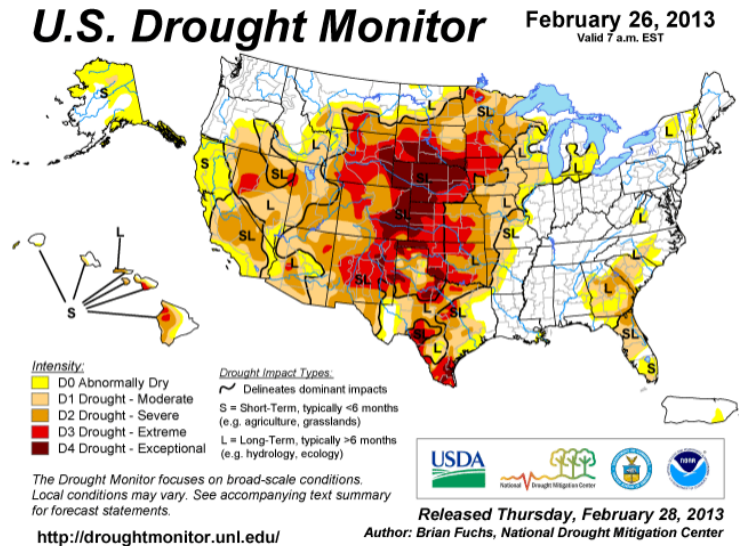 U.S. Drought Monitor
February 26, 2013
Valid 7 a.m. EST
S
L
S
L
SL
L
SL
S
L
SL
L
L
L
SL
L
SL
SL
SL
L
SL
SL
L
SL
L
L
L
SL
S
Intensity:
D0 Abnormally Dry
D1 Drought - Moderate
D2 Drought - Severe
D3 Drought - Extreme
D4 Drought - Exceptional
Drought Impact Types:
Delineates dominant impacts
S = Short-Term, typically <6 months
(e.g. agriculture, grasslands)
L = Long-Term, typically >6 months
(e.g. hydrology, ecology)
USDA
National Drought Mitigation Center
NOAA
The Drought Monitor focuses on broad-scale conditions.
Local conditions may vary. See accompanying text summary
for forecast statements.
http://droughtmonitor.unl.edu/
Released Thursday, February 28, 2013
Author: Brian Fuchs, National Drought Mitigation Center